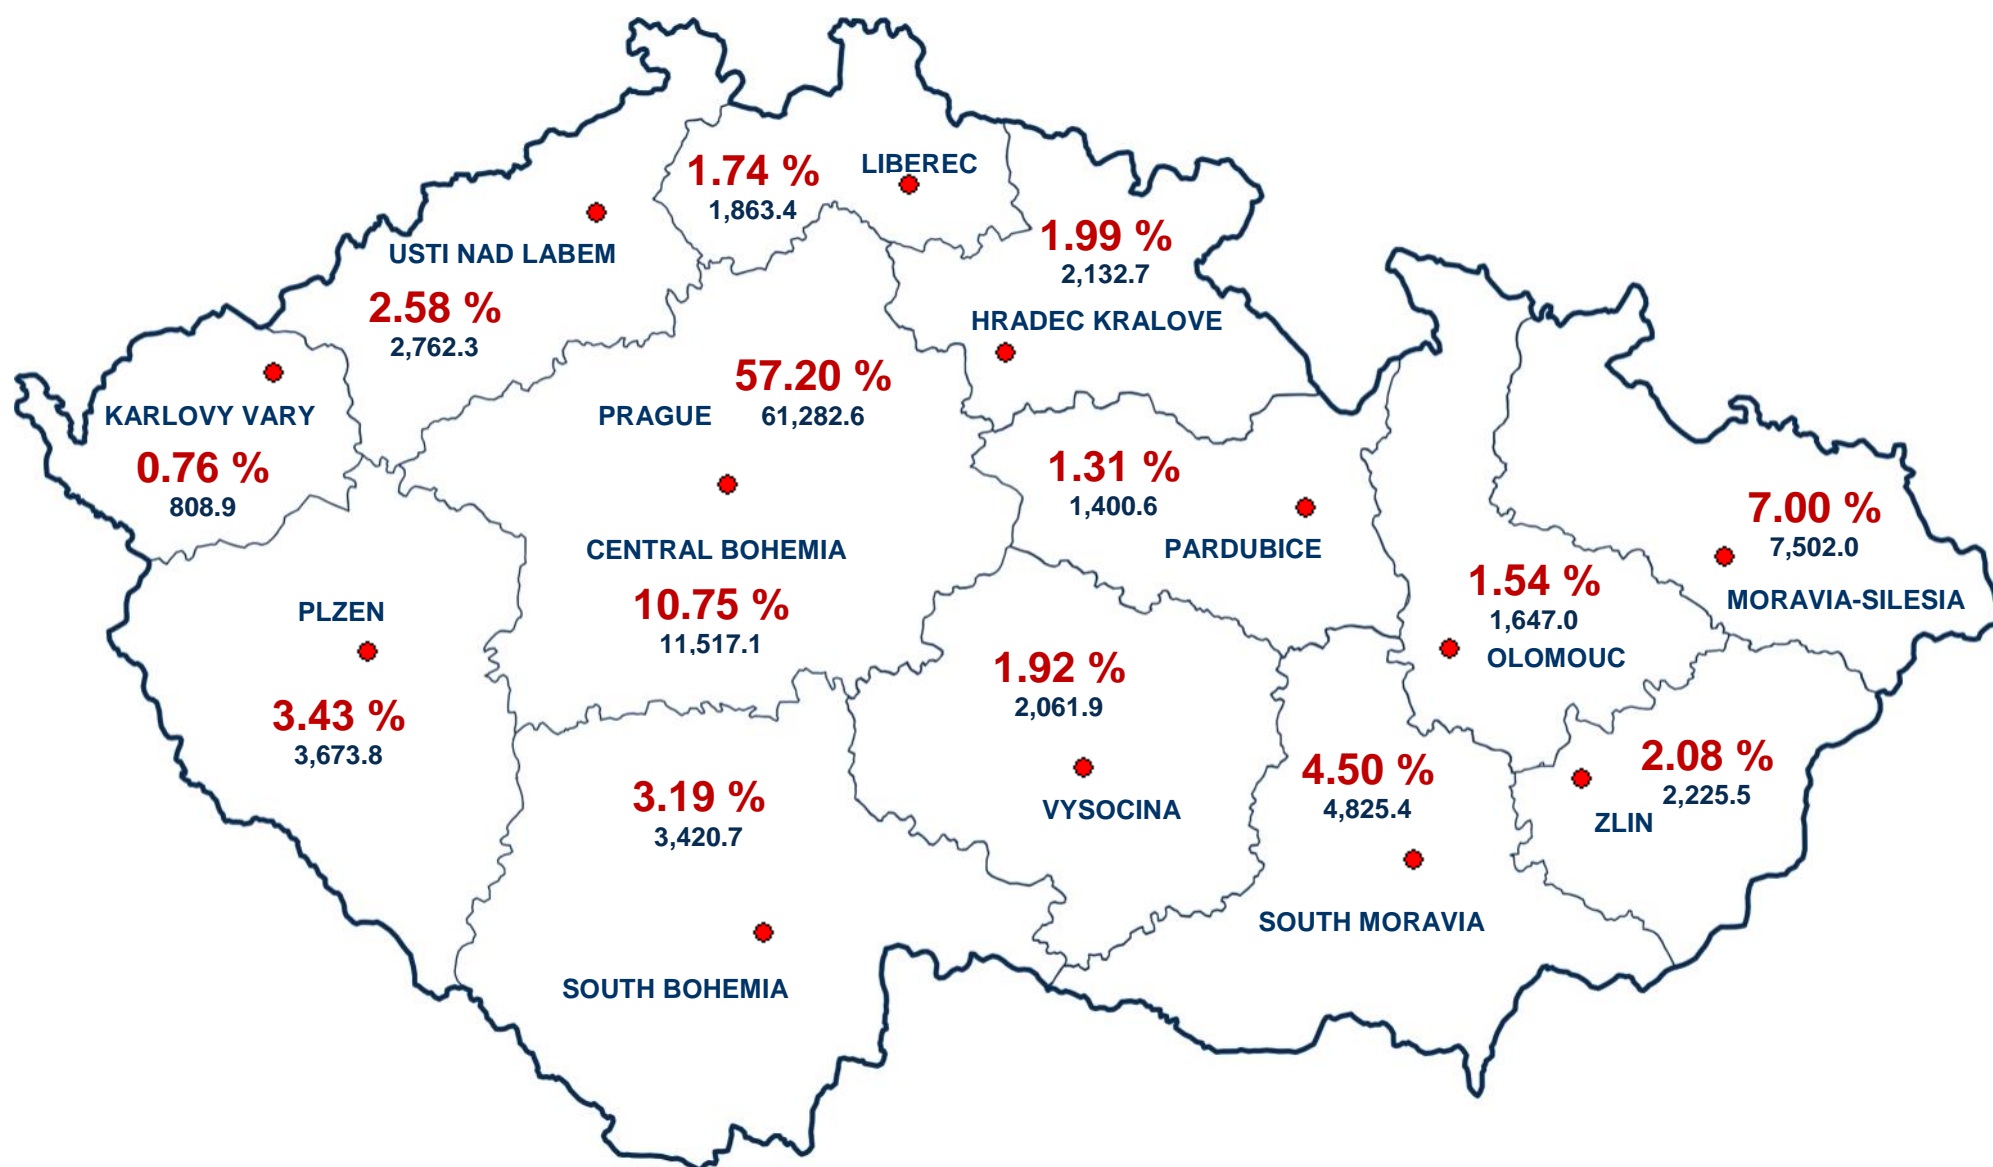 LIBEREC
1.74 %
1,863.4
USTI NAD LABEM
2.58 %
2,762.3
1.99 %
2,132.7
HRADEC KRALOVE
KARLOVY VARY
0.76 %
808.9
PRAGUE
57.20 %
61,282.6
CENTRAL BOHEMIA
10.75 %
11,517.1
1.31 %
1,400.6
PARDUBICE
7.00 %
7,502.0
MORAVIA-SILESIA
1.54 %
1,647.0
OLOMOUC
PLZEN
3.43 %
3,673.8
1.92 %
2,061.9
VYSOCINA
3.19 %
3,420.7
SOUTH BOHEMIA
4.50 %
4,825.4
SOUTH MORAVIA
2.08 %
2,225.5
ZLIN